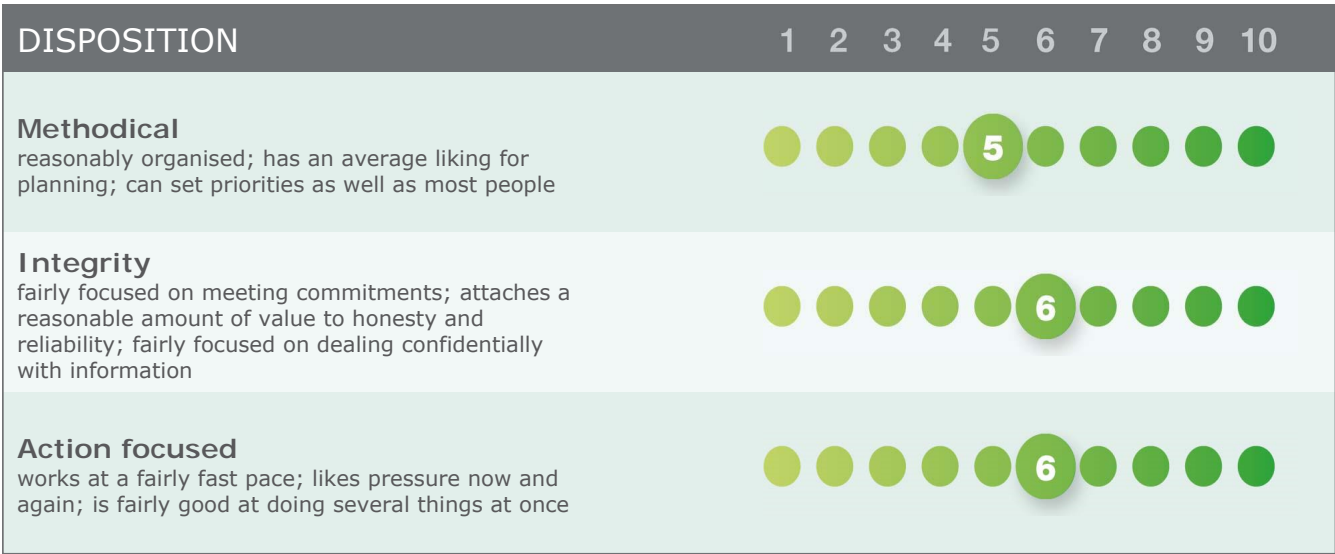 DISPOSITION 1 2 3 4 5 6 7 8 9 10
Methodical
reasonably organised; has an average liking for
planning; can set priorities as well as most people
5
Integrity
fairly focused on meeting commitments; attaches a
reasonable amount of value to honesty and
reliability; fairly focused on dealing confidentially
with information
6
Action focused
works at a fairly fast pace; likes pressure now and
again; is fairly good at doing several things at once
6